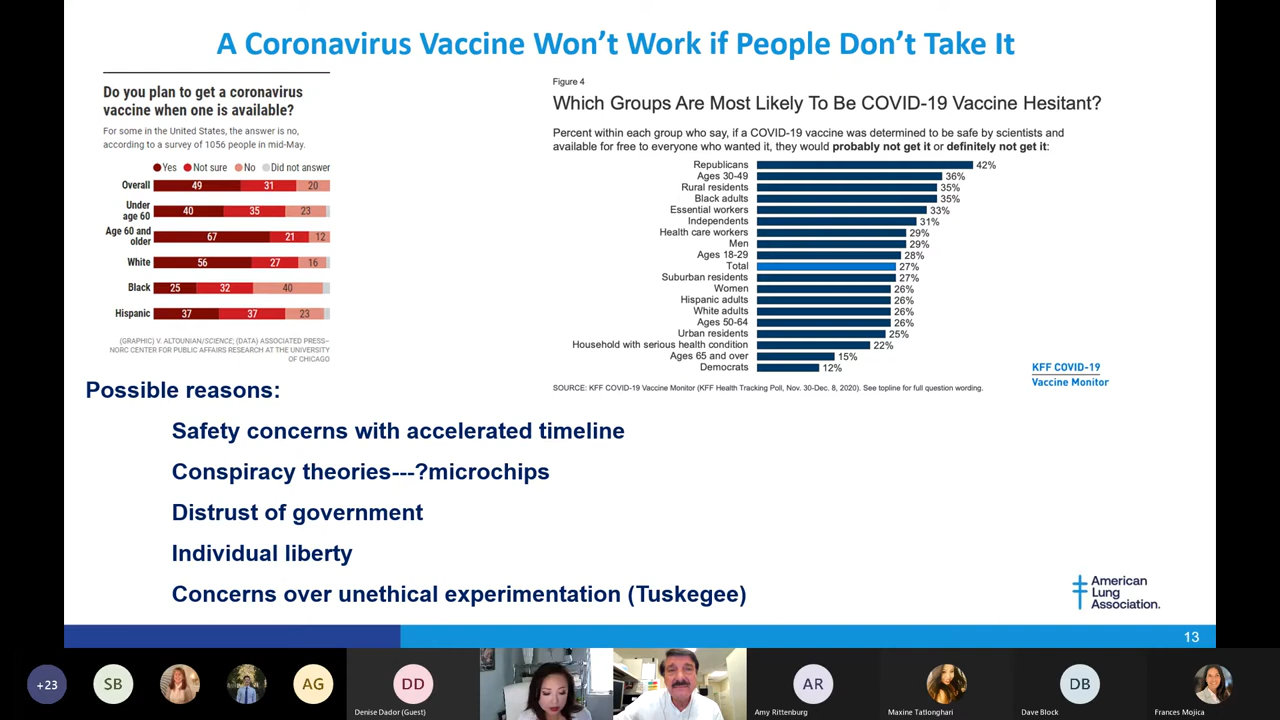 A Coronavirus Vaccine Won't Work if People Don't Take It
Do you plan to get a coronavirus
vaccine when one is available?
For some in the United States, the answer is no,
according to a survey of 1056 people in mid-May.
Yes Not sure No Did not answer
Overall 49 31 20
Under
age 60 40 35 23
Age 60 and
older 67 21 12
White 56 27 16
Black 25 32 40
Hispanic 37 37 23
(GRAPHIC) V. ALTOUNIAN/SCIENCE; (DATA) ASSOCIATED PRESS–
NORC CENTER FOR PUBLIC AFFAIRS RESEARCH AT THE UNIVERSITY
OF CHICAGO
Figure 4
Which Groups Are Most Likely To Be COVID-19 Vaccine Hesitant?
Percent within each group who say, if a COVID-19 vaccine was determined to be safe by scientists and
available for free to everyone who wanted it, they would probably not get it or definitely not get it:
Republicans 42%
Ages 30-49 36%
Rural residents 35%
Black adults 35%
Essential workers 33%
Independents 31%
Health care workers 29%
Men 29%
Ages 18-29 28%
Total 27%
Suburban residents 27%
Women 26%
Hispanic adults 26%
White adults 26%
Ages 50-64 26%
Urban residents 25%
Household with serious health condition 22%
Ages 65 and over 15%
Democrats 12%
SOURCE: KFF COVID-19 Vaccine Monitor (KFF Health Tracking Poll, Nov. 30-Dec. 8, 2020). See topline for full question wording.
KFF COVID-19
Vaccine Monitor
Possible reasons:
Safety concerns with accelerated timeline
Conspiracy theories---?microchips
Distrust of government
Individual liberty
Concerns over unethical experimentation (Tuskegee)
American
Lung
Association.
13
+23
SB
AG
DD
Denise Dador (Guest)
AR
Amy Rittenburg
Maxine Tatlonghari
DB
Dave Block
Frances Mojica